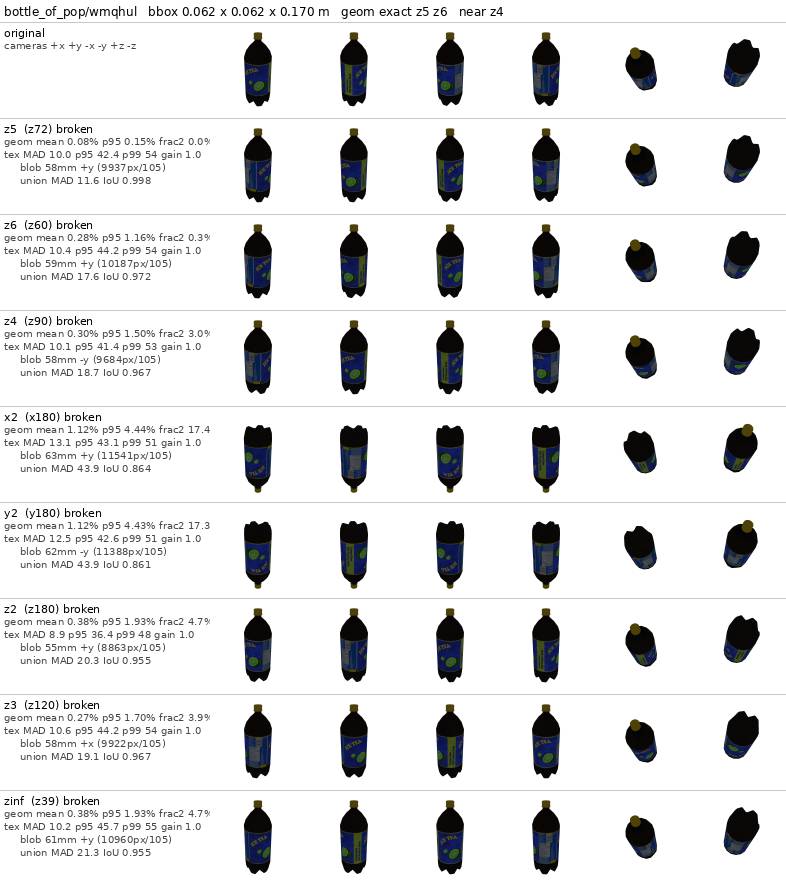 bottle_of_pop/wmqhul bbox 0.062 x 0.062 x 0.170 m geom exact z5 z6 near z4
original
cameras +x +y -x -y +z -z
z5 (z72) broken
geom mean 0.08% p95 0.15% frac2 0.0%
tex MAD 10.0 p95 42.4 p99 54 gain 1.0
blob 58mm +y (9937px/105)
union MAD 11.6 IoU 0.998
z6 (z60) broken
geom mean 0.28% p95 1.16% frac2 0.3%
tex MAD 10.4 p95 44.2 p99 54 gain 1.0
blob 59mm +y (10187px/105)
union MAD 17.6 IoU 0.972
z4 (z90) broken
geom mean 0.30% p95 1.50% frac2 3.0%
tex MAD 10.1 p95 41.4 p99 53 gain 1.0
blob 58mm -y (9684px/105)
union MAD 18.7 IoU 0.967
x2 (x180) broken
geom mean 1.12% p95 4.44% frac2 17.4
tex MAD 13.1 p95 43.1 p99 51 gain 1.0
blob 63mm +y (11541px/105)
union MAD 43.9 IoU 0.864
y2 (y180) broken
geom mean 1.12% p95 4.43% frac2 17.3
tex MAD 12.5 p95 42.6 p99 51 gain 1.0
blob 62mm -y (11388px/105)
union MAD 43.9 IoU 0.861
z2 (z180) broken
geom mean 0.38% p95 1.93% frac2 4.7%
tex MAD 8.9 p95 36.4 p99 48 gain 1.0
blob 55mm +y (8863px/105)
union MAD 20.3 IoU 0.955
z3 (z120) broken
geom mean 0.27% p95 1.70% frac2 3.9%
tex MAD 10.6 p95 44.2 p99 54 gain 1.0
blob 58mm +x (9922px/105)
union MAD 19.1 IoU 0.967
zinf (z39) broken
geom mean 0.38% p95 1.93% frac2 4.7%
tex MAD 10.2 p95 45.7 p99 55 gain 1.0
blob 61mm +y (10960px/105)
union MAD 21.3 IoU 0.955